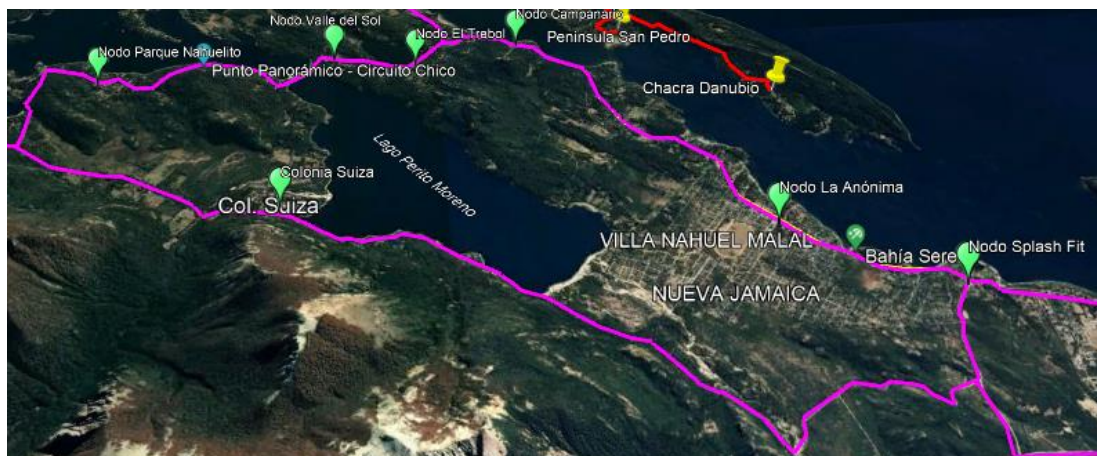 Nodo Valle del Sol
Nodo Campanario
Nodo El Trebol
Peninsula San Pedro
Nodo Parque Nahuelito
Punto Panorámico - Circuito Chico
Chacra Danubio
Lago Perito Moreno
Colonia Suiza
Col. Suiza
Nodo La Anónima
VILLA NAHUEL MALAL
Bahía Sere
Nodo Splash Fit
NUEVA JAMAICA